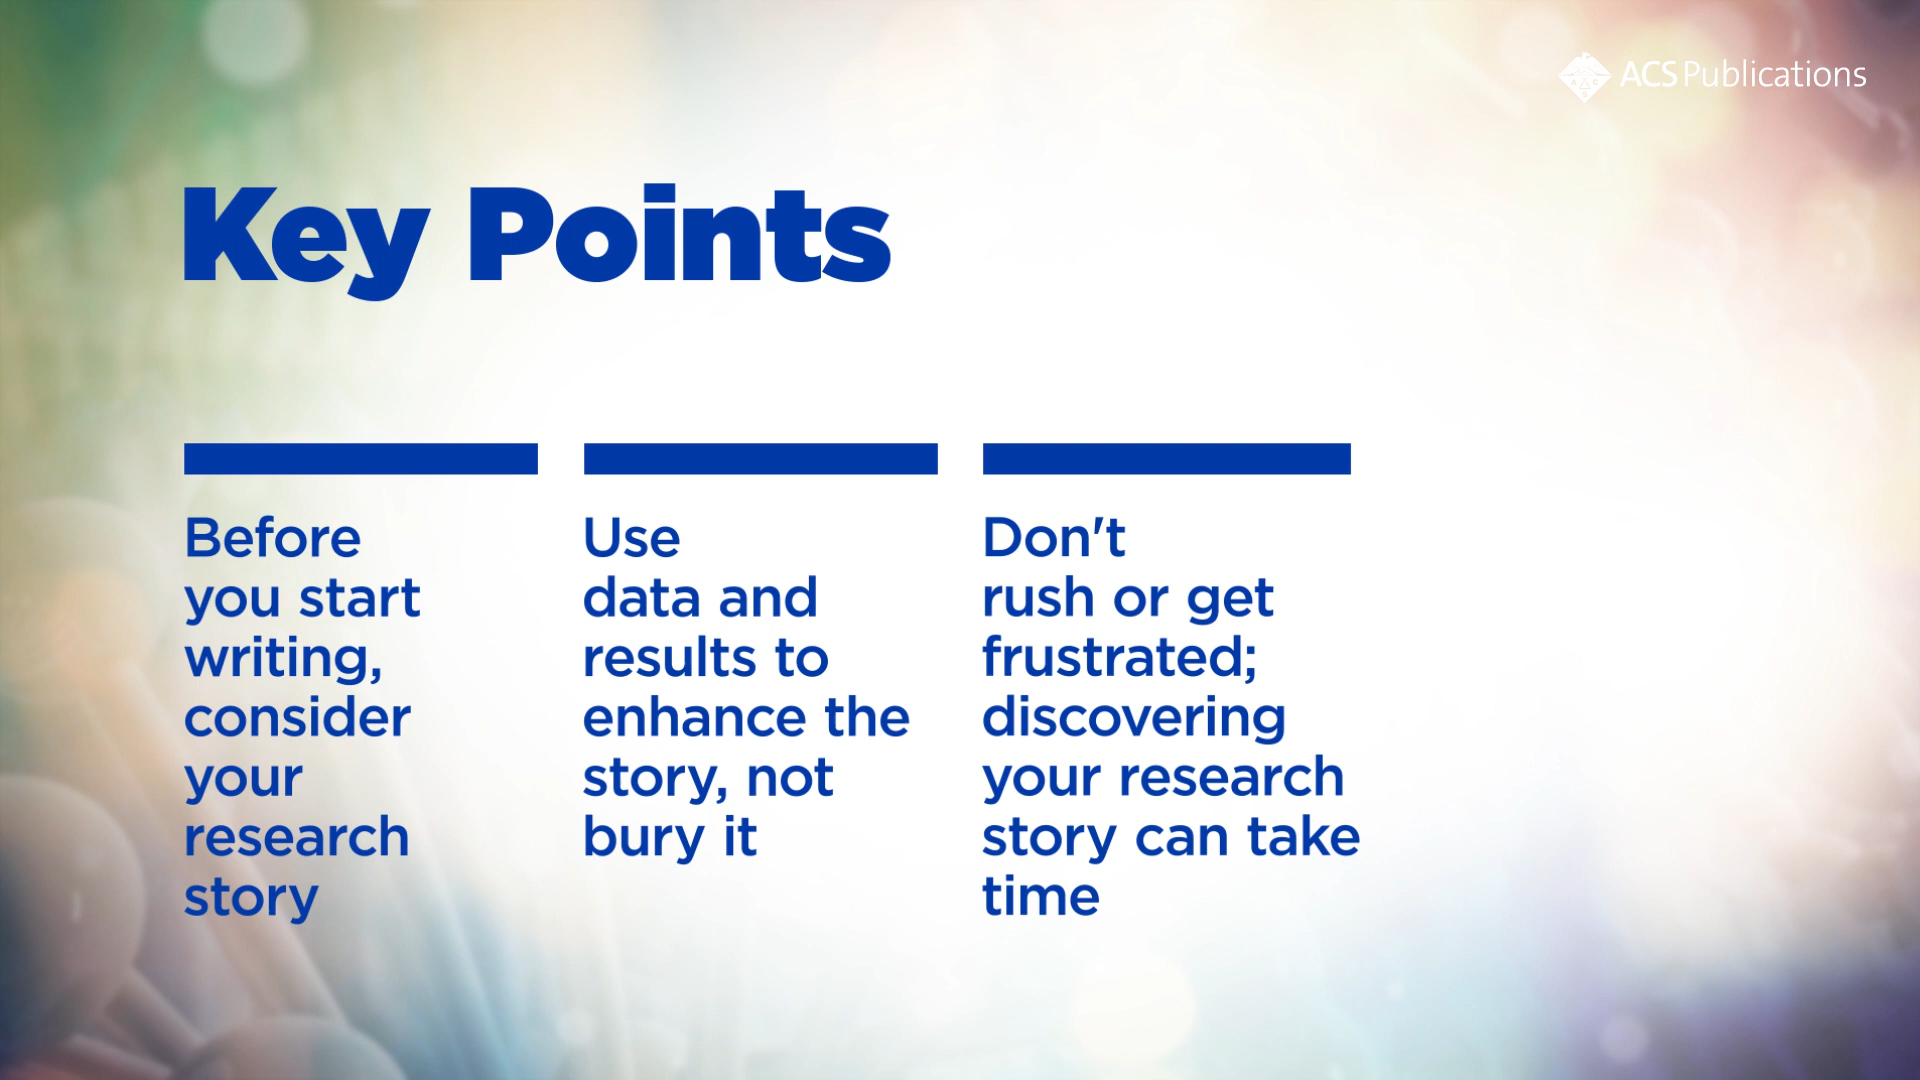 ACS Publications
Key Points
Before
you start
writing,
consider
your
research
story
Use
data and
results to
enhance the
story, not
bury it
Don't
rush or get
frustrated;
discovering
your research
story can take
time